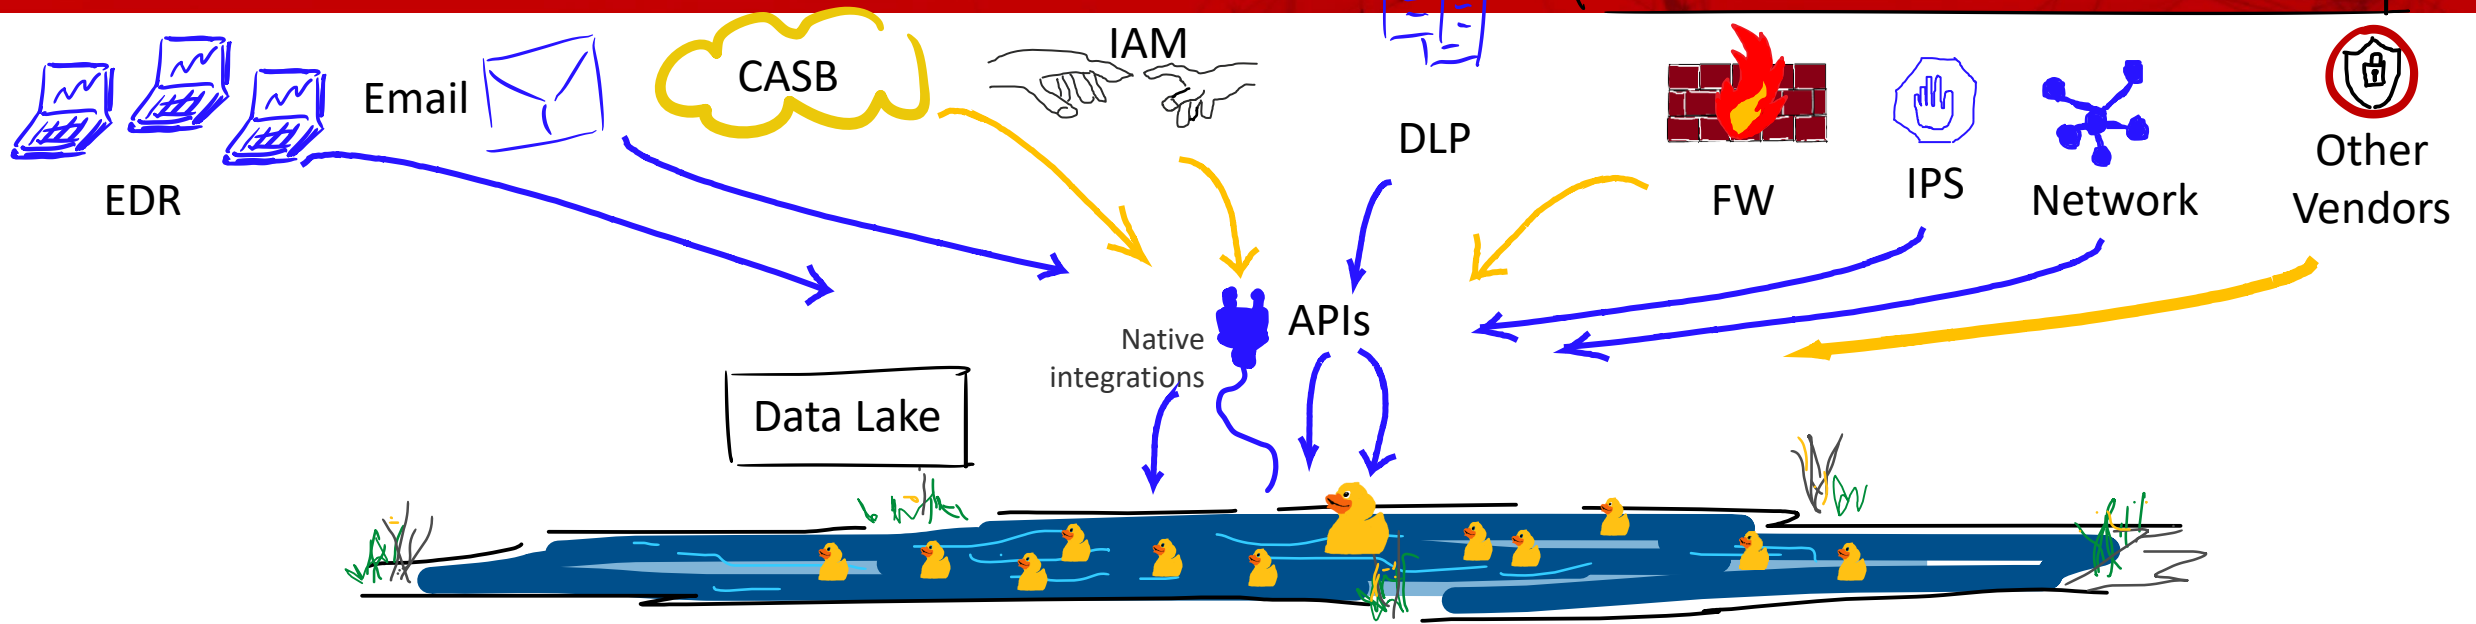 EDR
Email
CASB
IAM
DLP
FW
IPS
Network
Other
Vendors
Native
integrations
APIs
Data Lake